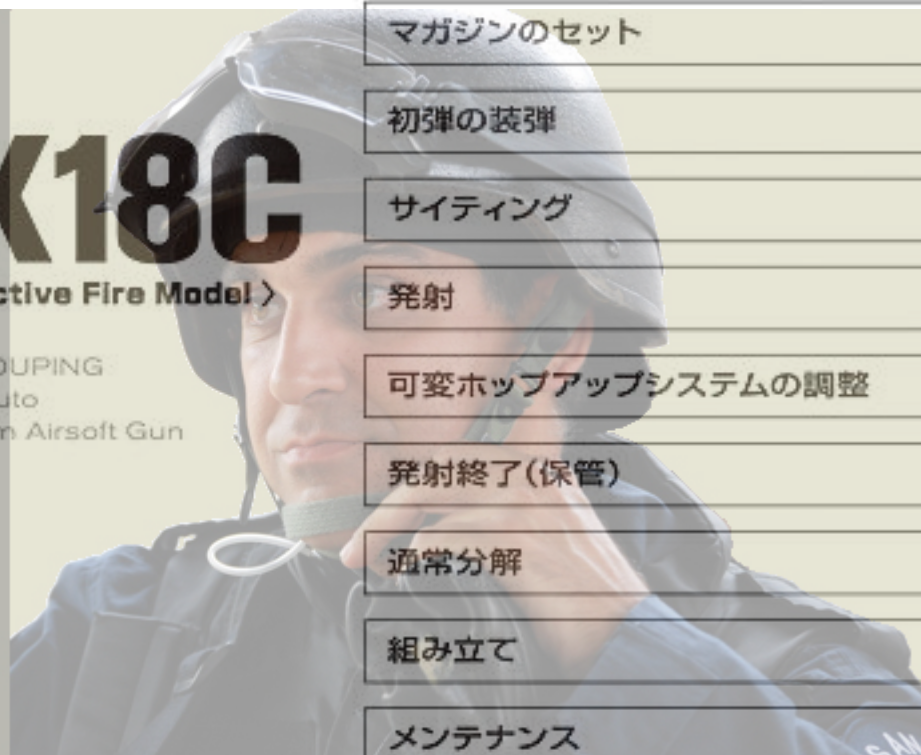 X18C
ctive Fire Model 〉
OUPING
uto
n Airsoft Gun
マガジンのセット
初弾の装弾
サイティング
発射
可変ホップアップシステムの調整
発射終了(保管)
通常分解
組み立て
メンテナンス